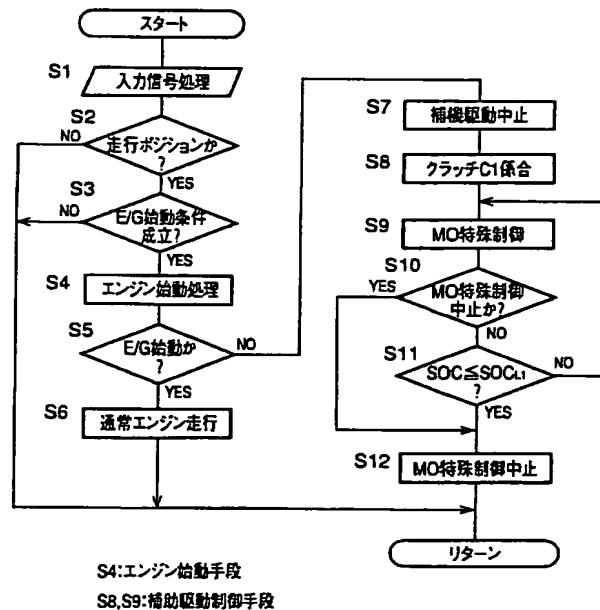 スタート
S1
入力信号処理
S2
走行ポジションか
?
NO
YES
S3
E/G始動条件
成立?
NO
YES
S4
エンジン始動処理
S5
E/G始動か
?
NO
YES
S6
通常エンジン走行
S7
補機駆動中止
S8
クラッチC1係合
S9
MO特殊制御
S10
MO特殊制御
中止か?
YES
NO
S11
SOC≦SOCL1
?
NO
YES
S12
MO特殊制御中止
リターン
S4:エンジン始動手段
S8,S9:補助駆動制御手段